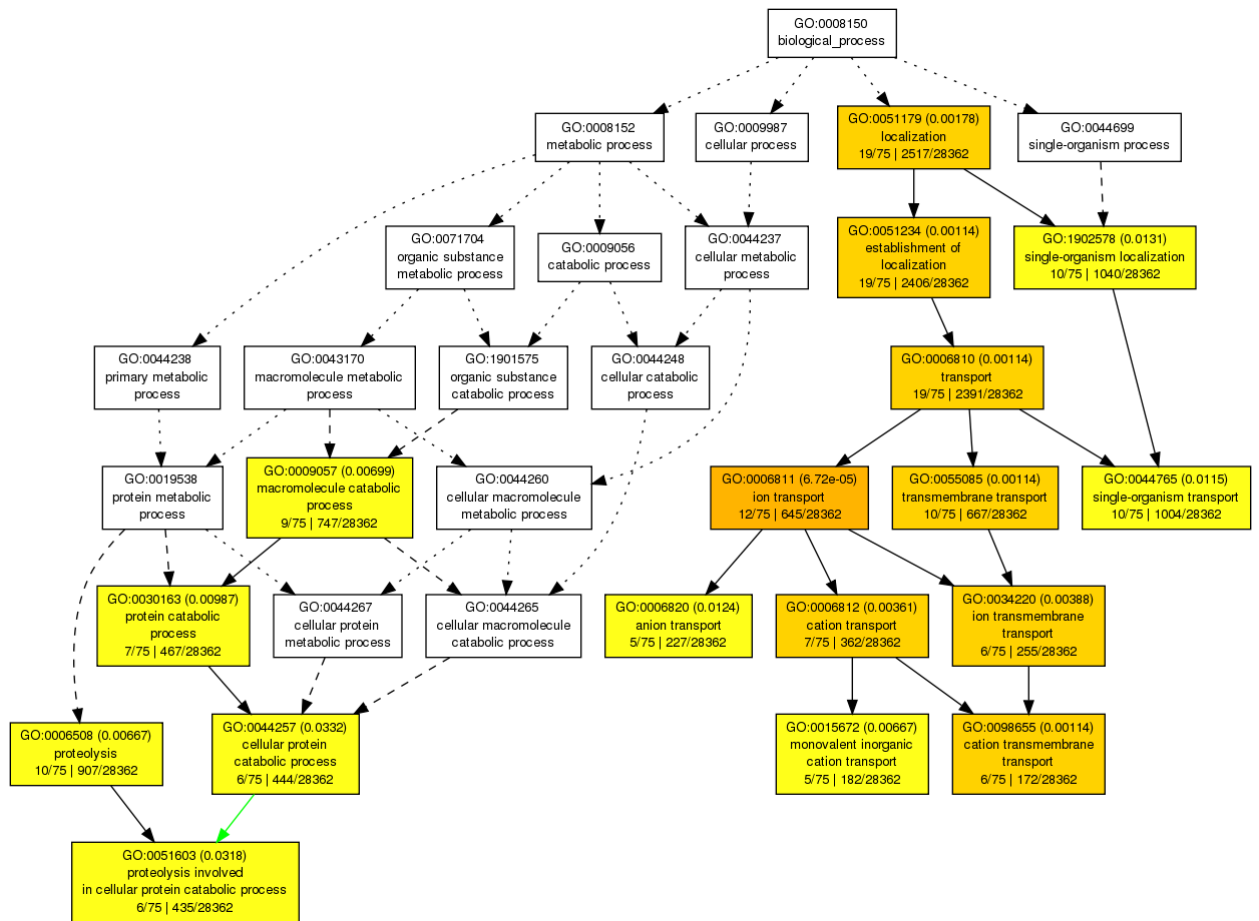 GO:0008150
biological_process
GO:0008152
metabolic process
GO:0009987
cellular process
GO:0051179 (0.00178)
localization
19/75 | 2517/28362
GO:0044699
single-organism process
GO:0071704
organic substance
metabolic process
GO:0009056
catabolic process
GO:0044237
cellular metabolic
process
GO:0051234 (0.00114)
establishment of
localization
19/75 | 2406/28362
GO:1902578 (0.0131)
single-organism localization
10/75 | 1040/28362
GO:0044238
primary metabolic
process
GO:0043170
macromolecule metabolic
process
GO:1901575
organic substance
catabolic process
GO:0044248
cellular catabolic
process
GO:0006810 (0.00114)
transport
19/75 | 2391/28362
GO:0019538
protein metabolic
process
GO:0009057 (0.00699)
macromolecule catabolic
process
9/75 | 747/28362
GO:0044260
cellular macromolecule
metabolic process
GO:0006811 (6.72e-05)
ion transport
12/75 | 645/28362
GO:0055085 (0.00114)
transmembrane transport
10/75 | 667/28362
GO:0044765 (0.0115)
single-organism transport
10/75 | 1004/28362
GO:0030163 (0.00987)
protein catabolic
process
7/75 | 467/28362
GO:0044267
cellular protein
metabolic process
GO:0044265
cellular macromolecule
catabolic process
GO:0006820 (0.0124)
anion transport
5/75 | 227/28362
GO:0006812 (0.00361)
cation transport
7/75 | 362/28362
GO:0034220 (0.00388)
ion transmembrane
transport
6/75 | 255/28362
GO:0006508 (0.00667)
proteolysis
10/75 | 907/28362
GO:0044257 (0.0332)
cellular protein
catabolic process
6/75 | 444/28362
GO:0015672 (0.00667)
monovalent inorganic
cation transport
5/75 | 182/28362
GO:0098655 (0.00114)
cation transmembrane
transport
6/75 | 172/28362
GO:0051603 (0.0318)
proteolysis involved
in cellular protein catabolic process
6/75 | 435/28362